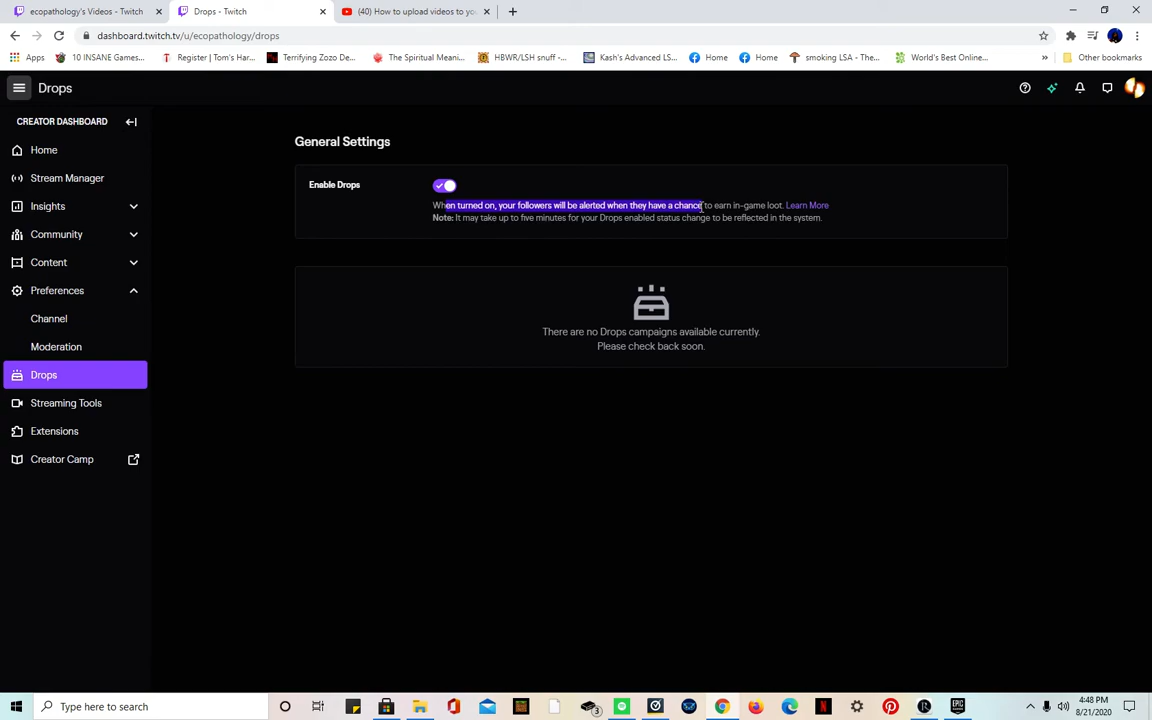 ecopathology's Videos - Twitch
Drops - Twitch
(40) How to upload videos to yo
dashboard.twitch.tv/u/ecopathology/drops
Apps
10 INSANE Games...
Register | Tom's Har...
Terrifying Zozo De...
The Spiritual Meani...
HBWR/LSH snuff -...
Kash's Advanced LS...
Home
Home
smoking LSA - The...
World's Best Online...
»
Other bookmarks
Drops
CREATOR DASHBOARD
Home
Stream Manager
Insights
Community
Content
Preferences
Channel
Moderation
Drops
Streaming Tools
Extensions
Creator Camp
General Settings
Enable Drops
When turned on, your followers will be alerted when they have a chance to earn in-game loot. Learn More
Note: It may take up to five minutes for your Drops enabled status change to be reflected in the system.
There are no Drops campaigns available currently.
Please check back soon.
Type here to search
3
4:48 PM
8/21/2020